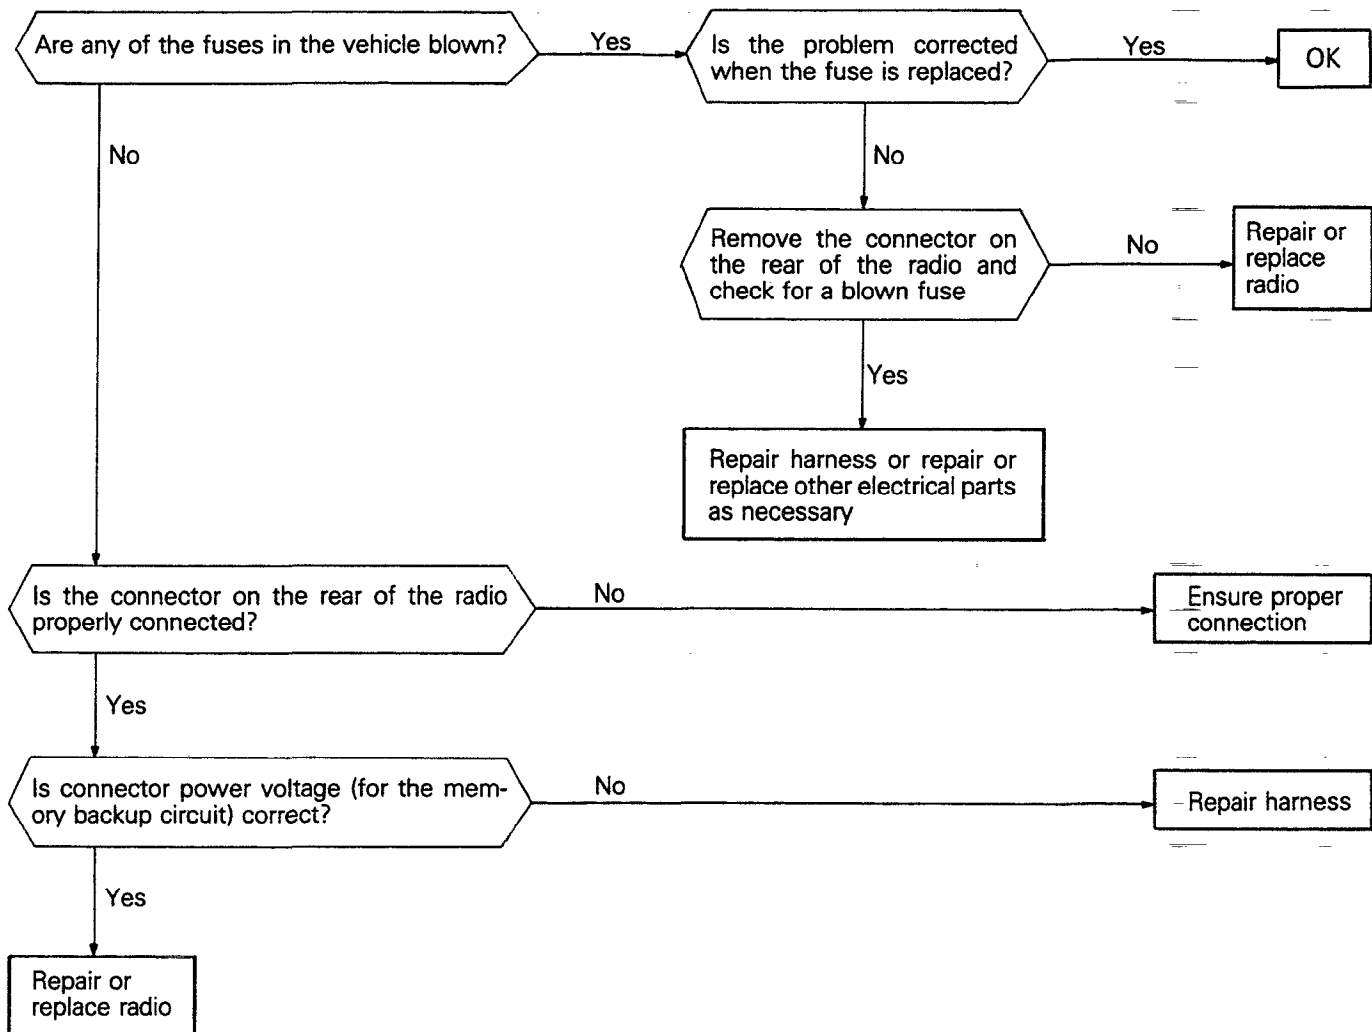 Are any of the fuses in the vehicle blown?
Yes
Is the problem corrected
when the fuse is replaced?
Yes
OK
No
No
Remove the connector on
the rear of the radio and
check for a blown fuse
No
Repair or
replace
radio
Yes
Repair harness or repair or
replace other electrical parts
as necessary
Is the connector on the rear of the radio
properly connected?
No
Ensure proper
connection
Yes
Is connector power voltage (for the mem-
ory backup circuit) correct?
No
Repair harness
Yes
Repair or
replace radio